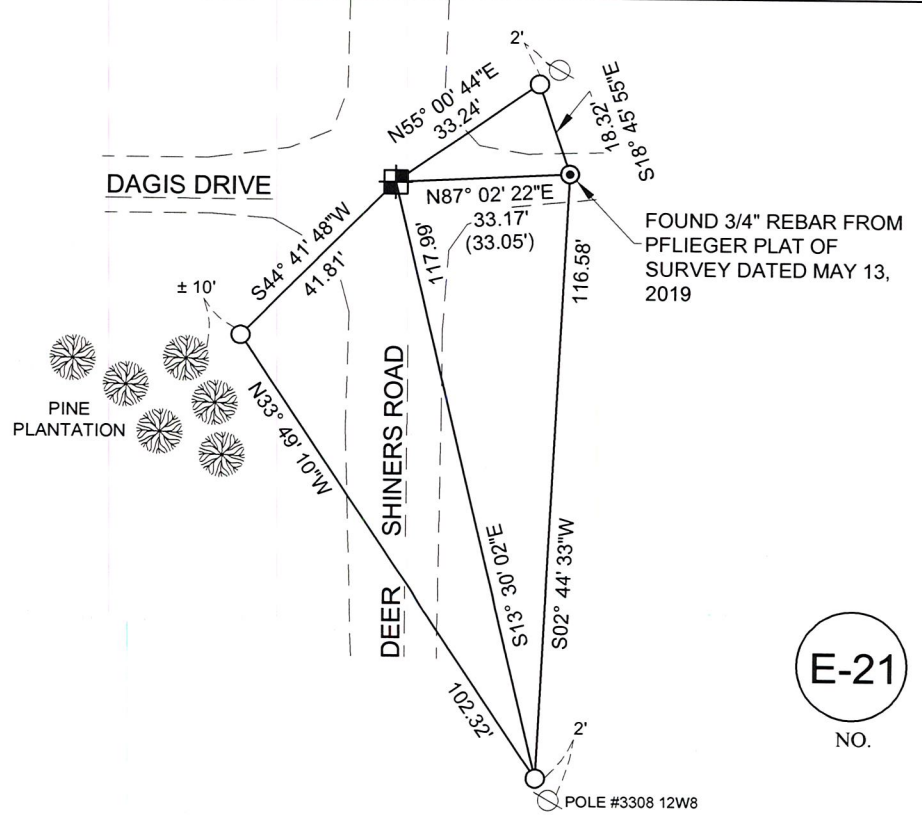 2'
N55° 00' 44"E
33.24'
18.32'
S18° 45' 55"E
DAGIS DRIVE
N87° 02' 22"E
33.17'
(33.05')
S44° 41' 48"W
41.81'
117.99'
116.58'
FOUND 3/4" REBAR FROM
PFLIEGER PLAT OF
SURVEY DATED MAY 13,
2019
± 10'
PINE
PLANTATION
N33° 49' 10"W
DEER SHINERS ROAD
S13° 30' 02"E
S02° 44' 33"W
102.32'
E-21
NO.
2'
POLE #3308 12W8